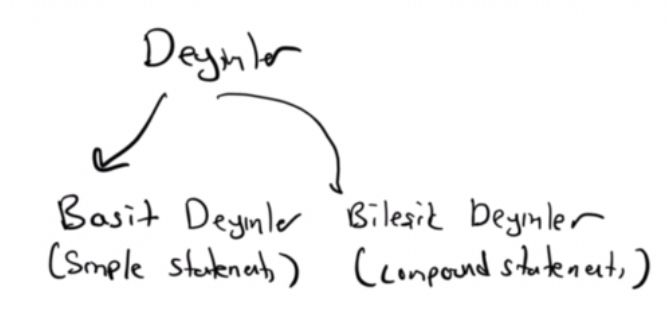 Deyimler
Basit Deyimler Bileşik Deyimler
(Simple statements) (compound statements)